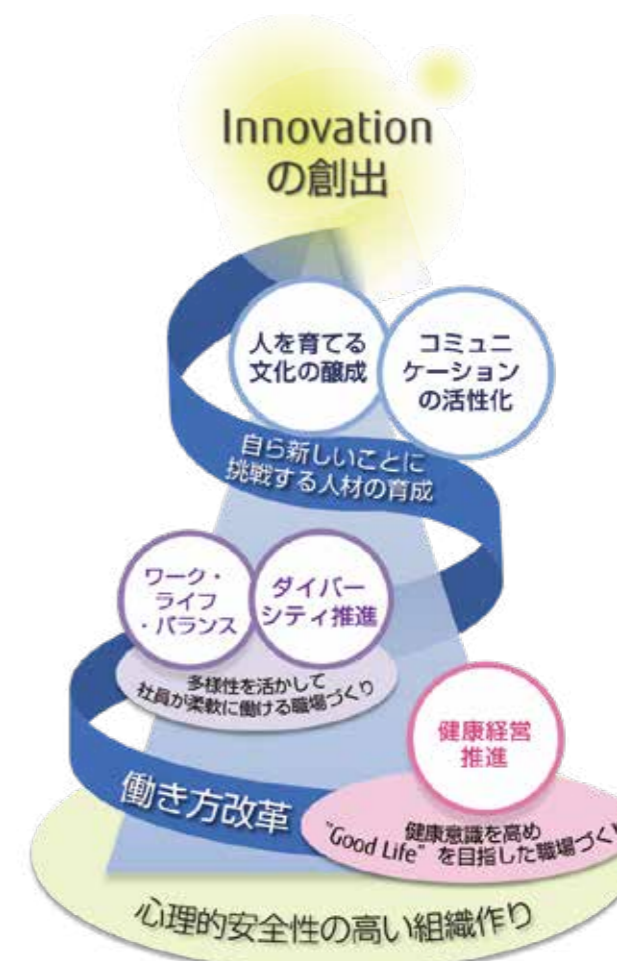 Innovation
の創出
人を育てる
文化の醸成
コミュニ
ケーション
の活性化
自ら新しいことに
挑戦する人材の育成
ワーク・
ライフ
・バランス
ダイバー
シティ推進
多様性を活かして
社員が柔軟に働ける職場づくり
健康経営
推進
働き方改革
健康意識を高め
"Good Life" を目指した職場づくり
心理的安全性の高い組織作り